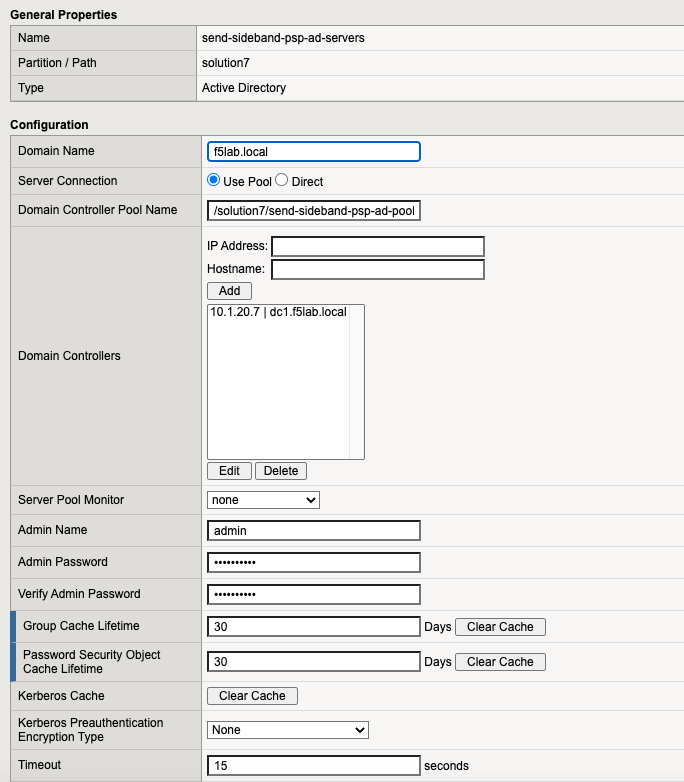 General Properties
Name send-sideband-psp-ad-servers
Partition / Path solution7
Type Active Directory
Configuration
Domain Name f5lab.local
Server Connection Use Pool Direct
Domain Controller Pool Name /solution7/send-sideband-psp-ad-pool
IP Address:
Hostname:
Add
10.1.20.7 | dc1.f5lab.local
Domain Controllers
Edit Delete
Server Pool Monitor none
Admin Name admin
Admin Password ••••••••••
Verify Admin Password ••••••••••
Group Cache Lifetime 30 Days Clear Cache
Password Security Object
Cache Lifetime 30 Days Clear Cache
Kerberos Cache Clear Cache
Kerberos Preauthentication
Encryption Type None
Timeout 15 seconds